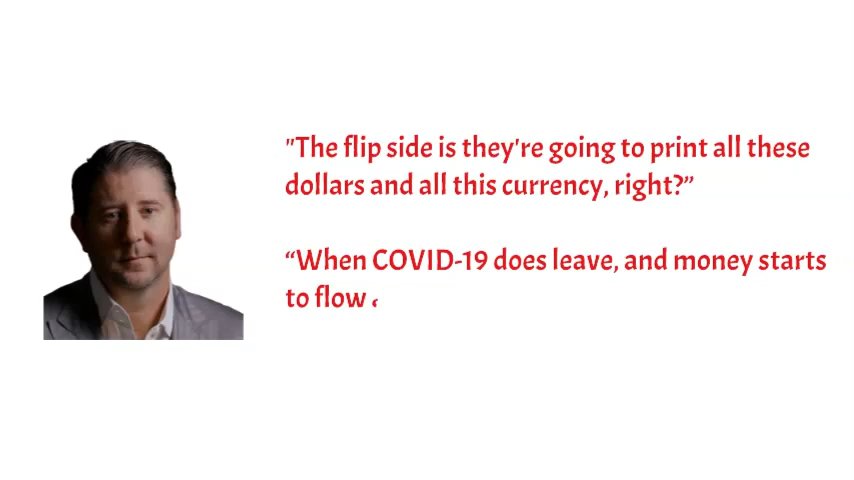 "The flip side is they're going to print all these
dollars and all this currency, right?”
“When COVID-19 does leave, and money starts
to flow